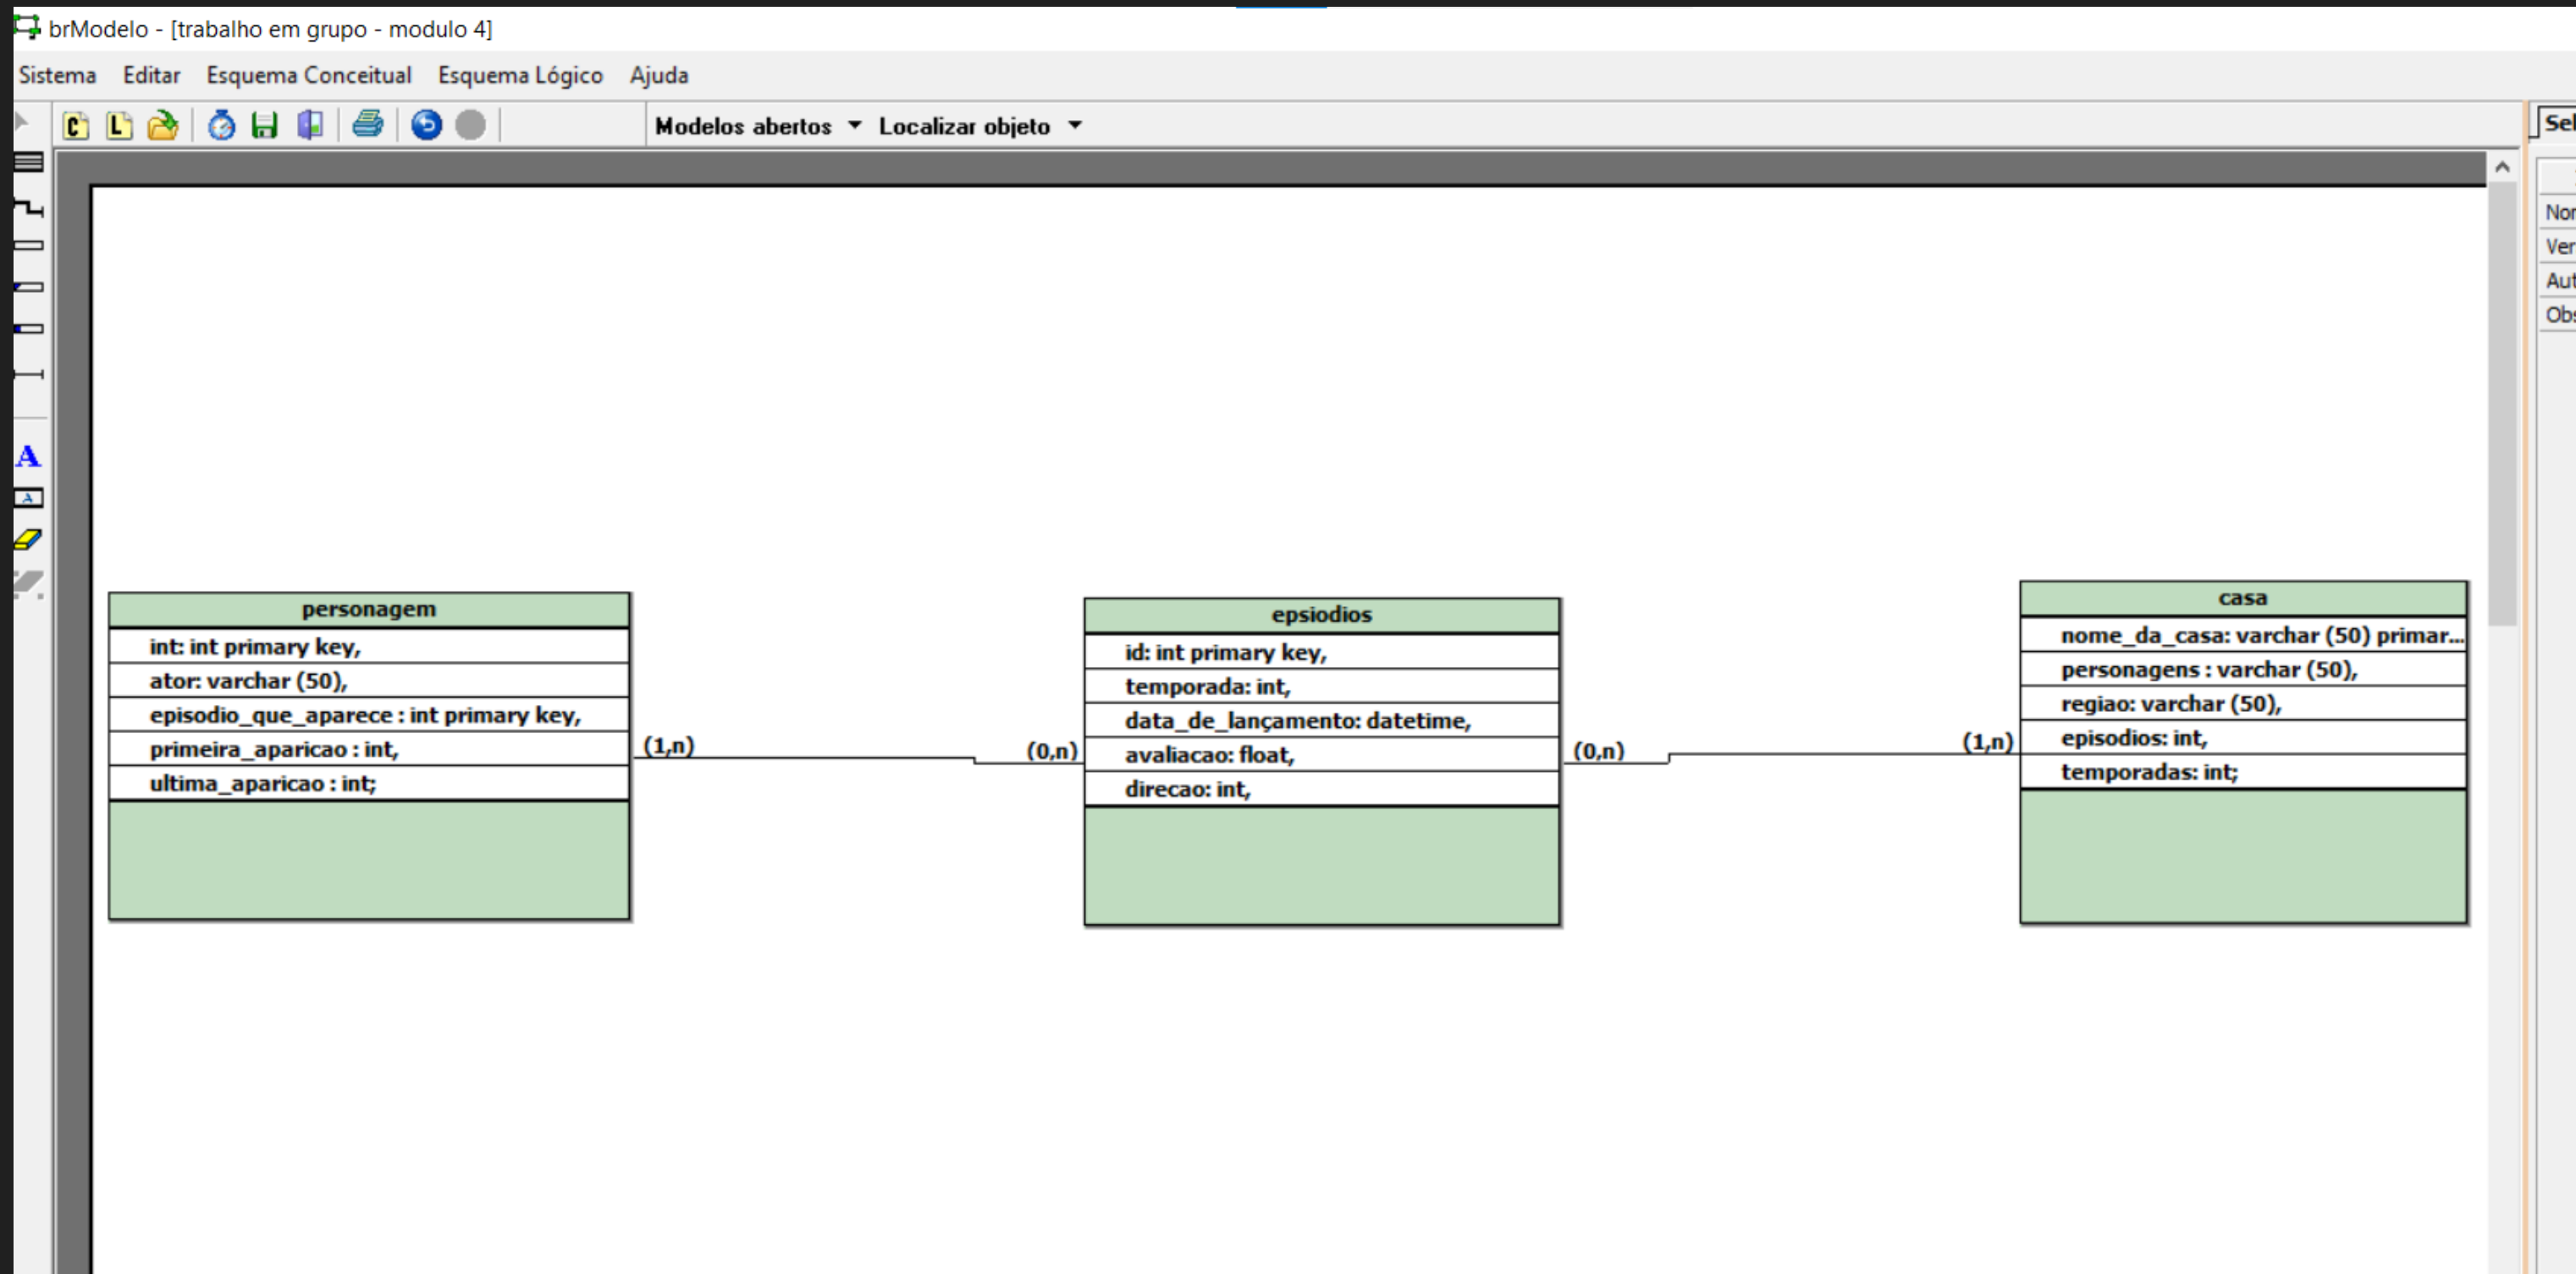 brModelo - [trabalho em grupo - modulo 4]
Sistema Editar Esquema Conceitual Esquema Lógico Ajuda
C L Modelos abertos Localizar objeto
Sel
Nor
Ver
Aut
Obs
A
A
personagem
int: int primary key,
ator: varchar (50),
episodio_que_aparece : int primary key,
primeira_aparicao : int,
ultima_aparicao : int;
(1,n)
(0,n)
epsiodios
id: int primary key,
temporada: int,
data_de_lançamento: datetime,
avaliacao: float,
direcao: int,
(0,n)
(1,n)
casa
nome_da_casa: varchar (50) primar...
personagens : varchar (50),
regiao: varchar (50),
episodios: int,
temporadas: int;